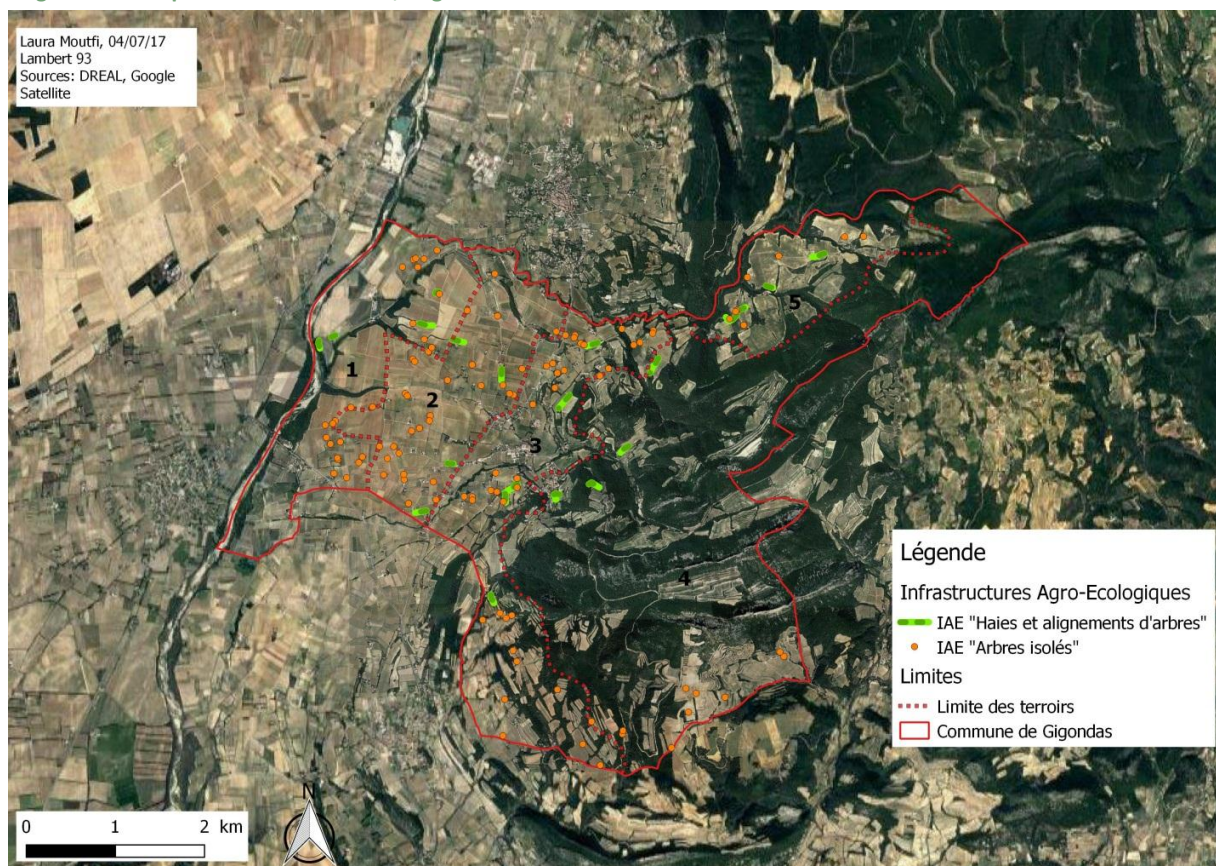 Laura Moutfi, 04/07/17
Lambert 93
Sources: DREAL, Google
Satellite
5
1
2
3
4
Légende
Infrastructures Agro-Ecologiques
IAE "Haies et alignements d'arbres"
IAE "Arbres isolés"
Limites
Limite des terroirs
Commune de Gigondas
N
0 1 2 km